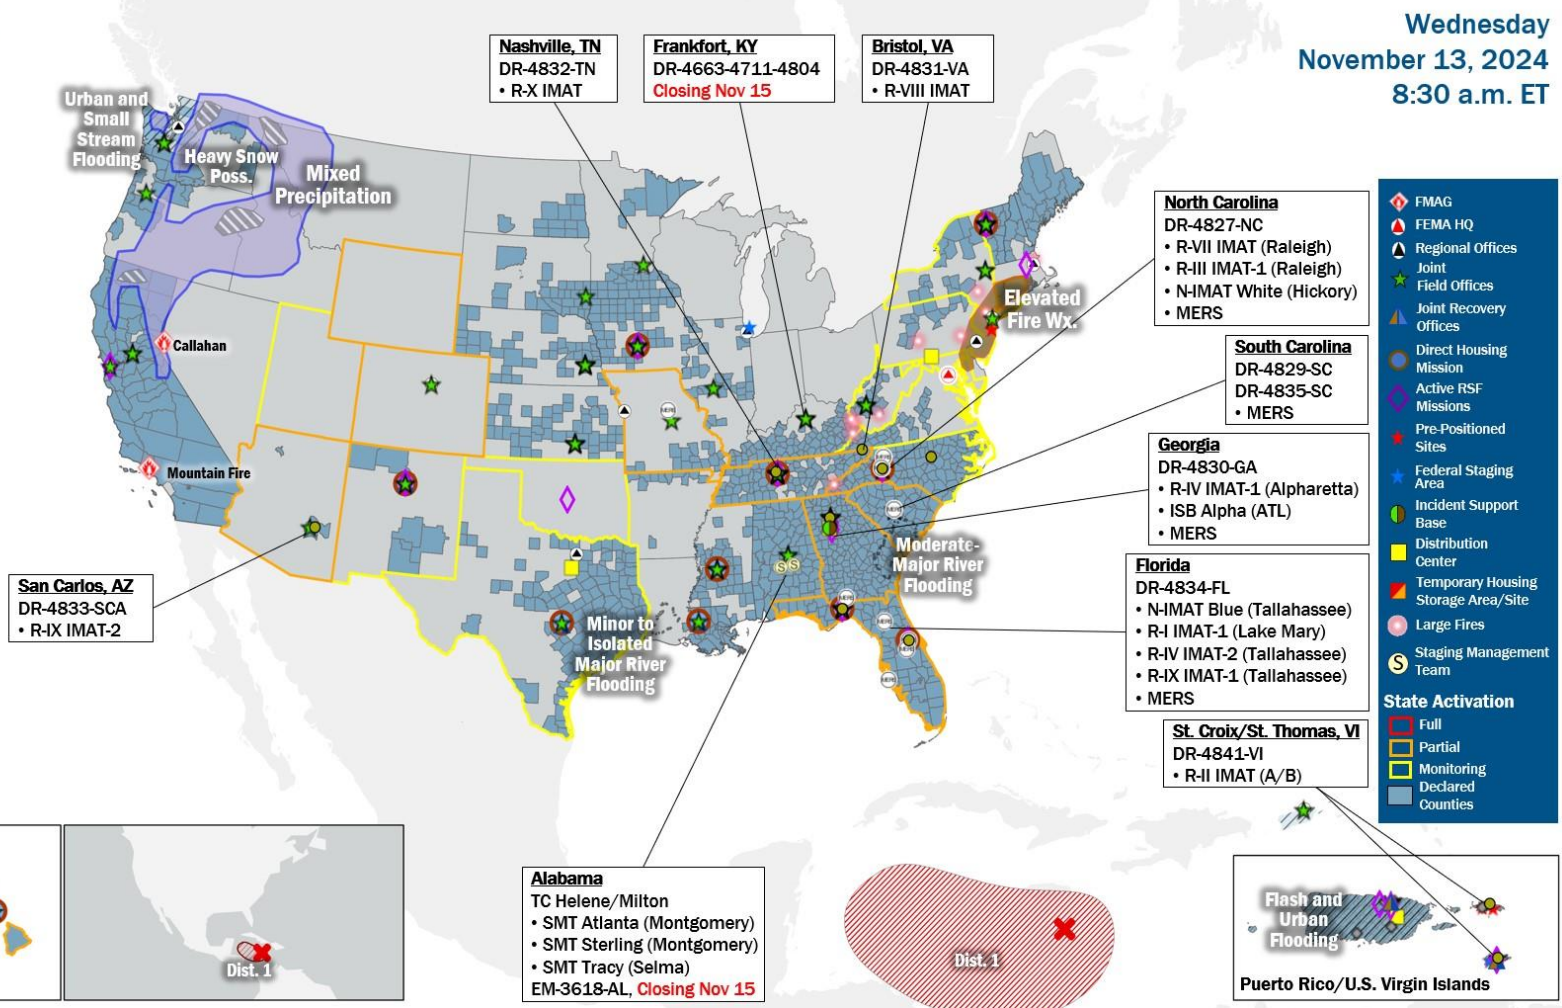 Wednesday
November 13, 2024
8:30 a.m. ET
Nashville, TN
DR-4832-TN
• R-X IMAT
Frankfort, KY
DR-4663-4711-4804
Closing Nov 15
Bristol, VA
DR-4831-VA
• R-VIII IMAT
Urban and
Small
Stream
Flooding
Heavy Snow
Poss.
Mixed
Precipitation
Callahan
Mountain Fire
Elevated
Fire Wx.
North Carolina
DR-4827-NC
• R-VII IMAT (Raleigh)
• R-III IMAT-1 (Raleigh)
• N-IMAT White (Hickory)
• MERS
South Carolina
DR-4829-SC
DR-4835-SC
• MERS
Georgia
DR-4830-GA
• R-IV IMAT-1 (Alpharetta)
• ISB Alpha (ATL)
• MERS
Florida
DR-4834-FL
• N-IMAT Blue (Tallahassee)
• R-I IMAT-1 (Lake Mary)
• R-IV IMAT-2 (Tallahassee)
• R-IX IMAT-1 (Tallahassee)
• MERS
St. Croix/St. Thomas, VI
DR-4841-VI
• R-II IMAT (A/B)
FMAG
FEMA HQ
Regional Offices
Joint
Field Offices
Joint Recovery
Offices
Direct Housing
Mission
Active RSF
Missions
Pre-Positioned
Sites
Federal Staging
Area
Incident Support
Base
Distribution
Center
Temporary Housing
Storage Area/Site
Large Fires
S
Staging Management
Team
State Activation
Full
Partial
Monitoring
Declared
Counties
MERS
MERS
MERS
MERS
MERS
MERS
MERS
S S
Moderate-
Major River
Flooding
Minor to
Isolated
Major River
Flooding
San Carlos, AZ
DR-4833-SCA
• R-IX IMAT-2
Alabama
TC Helene/Milton
• SMT Atlanta (Montgomery)
• SMT Sterling (Montgomery)
• SMT Tracy (Selma)
EM-3618-AL, Closing Nov 15
Dist. 1
Dist. 1
Flash and
Urban
Flooding
Puerto Rico/U.S. Virgin Islands